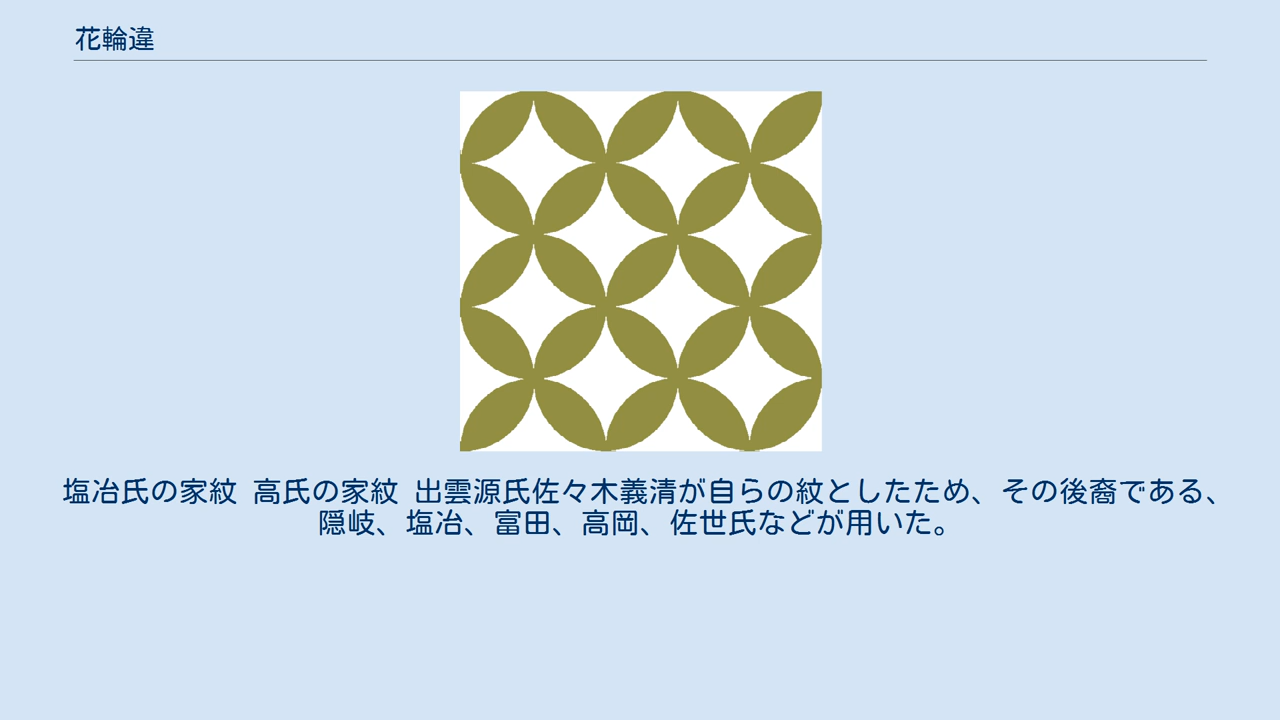 花輪違
塩冶氏の家紋 高氏の家紋 出雲源氏佐々木義清が自らの紋としたため、その後裔である、
隠岐、塩冶、富田、高岡、佐世氏などが用いた。